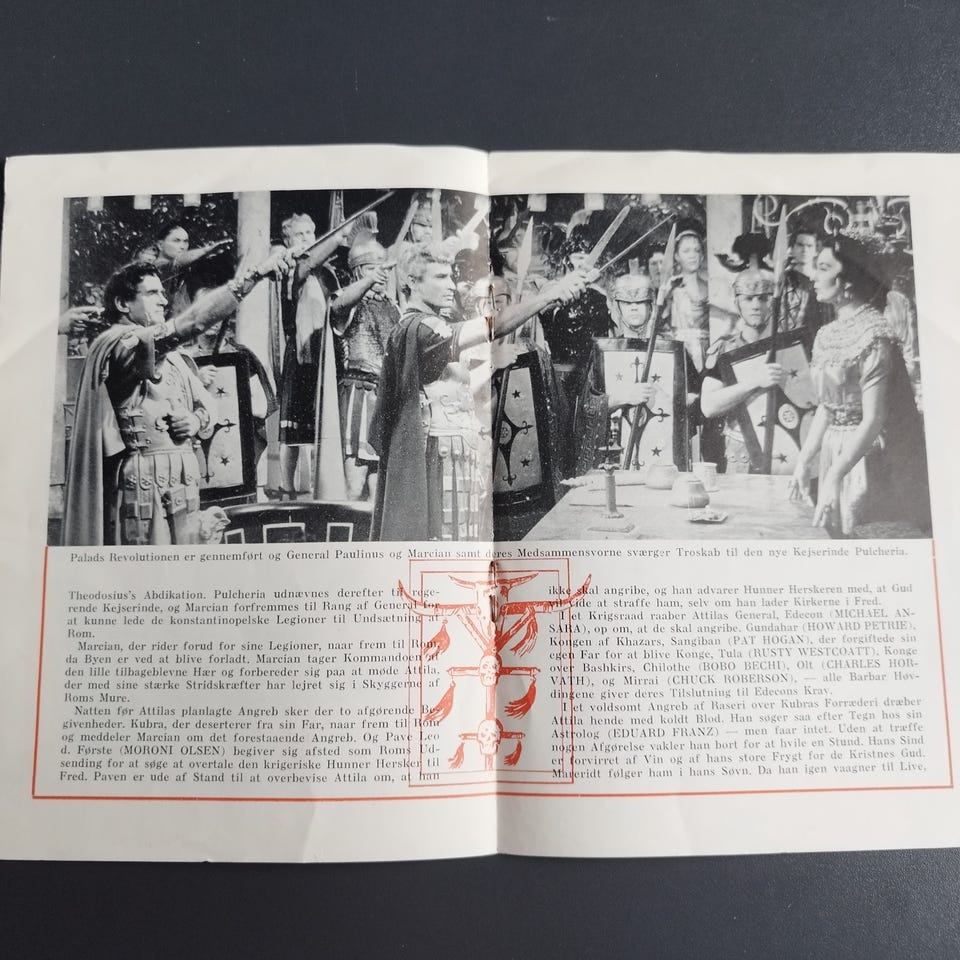 Palads Revolutionen er gennemført og General Paulinus og Marcian samt deres Medsammensvorne sværger Troskab til den nye Kejserinde Pulcheria.
Theodosius's Abdikation. Pulcheria udnævnes derefter til rege-
rende Kejserinde, og Marcian forfremmes til Rang af General for
at kunne lede de konstantinopelske Legioner til Undsætning af
Rom.
Marcian, der rider forud for sine Legioner, naar frem til Rom,
da Byen er ved at blive forladt. Marcian tager Kommandoen af
den lille tilbageblevne Hær og forbereder sig paa at møde Attila,
der med sine stærke Stridskræfter har lejret sig i Skyggerne af
Roms Mure.
Natten før Attilas planlagte Angreb sker der to afgørende Be-
givenheder. Kubra, der deserterer fra sin Far, naar frem til Rom
og meddeler Marcian om det forestaaende Angreb. Og Pave Leo
d. Første (MORONI OLSEN) begiver sig afsted som Roms Ud-
sending for at søge at overtale den krigeriske Hunner Hersker til
Fred. Paven er ude af Stand til at overbevise Attila om, at han
ikke skal angribe, og han advarer Hunner Herskeren med, at Gud
vil vide at straffe ham, selv om han lader Kirkerne i Fred.
I et Krigsraad raaber Attilas General, Edecon (MICHAEL AN-
SARA), op om, at de skal angribe. Gundahar (HOWARD PETRIE),
Kongen af Khazars, Sangiban (PAT HOGAN), der forgiftede sin
egen Far for at blive Konge, Tula (RUSTY WESTCOATT), Konge
over Bashkirs, Chilothe (BOBO BECHI), Olt (CHARLES HOR-
VATH), og Mirrai (CHUCK ROBERSON), — alle Barbar Høv-
dingene giver deres Tilslutning til Edecons Krav.
I et voldsomt Angreb af Raseri over Kubras Forræderi dræber
Attila hende med koldt Blod. Han søger saa efter Tegn hos sin
Astrolog (EDUARD FRANZ) — men faar intet. Uden at træffe
nogen Afgørelse vakler han bort for at hvile en Stund. Hans Sind
er forvirret af Vin og af hans store Frygt for de Kristnes Gud.
Mareridt følger ham i hans Søvn. Da han igen vaagner til Live,